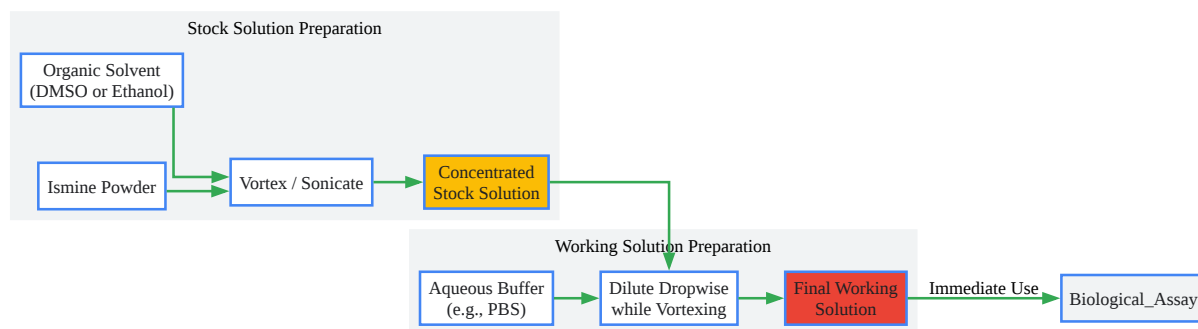 Stock Solution Preparation
Organic Solvent
(DMSO or Ethanol)
Ismine Powder
Vortex / Sonicate
Concentrated
Stock Solution
Working Solution Preparation
Aqueous Buffer
(e.g., PBS)
Dilute Dropwise
while Vortexing
Final Working
Solution
Immediate Use
Biological_Assay